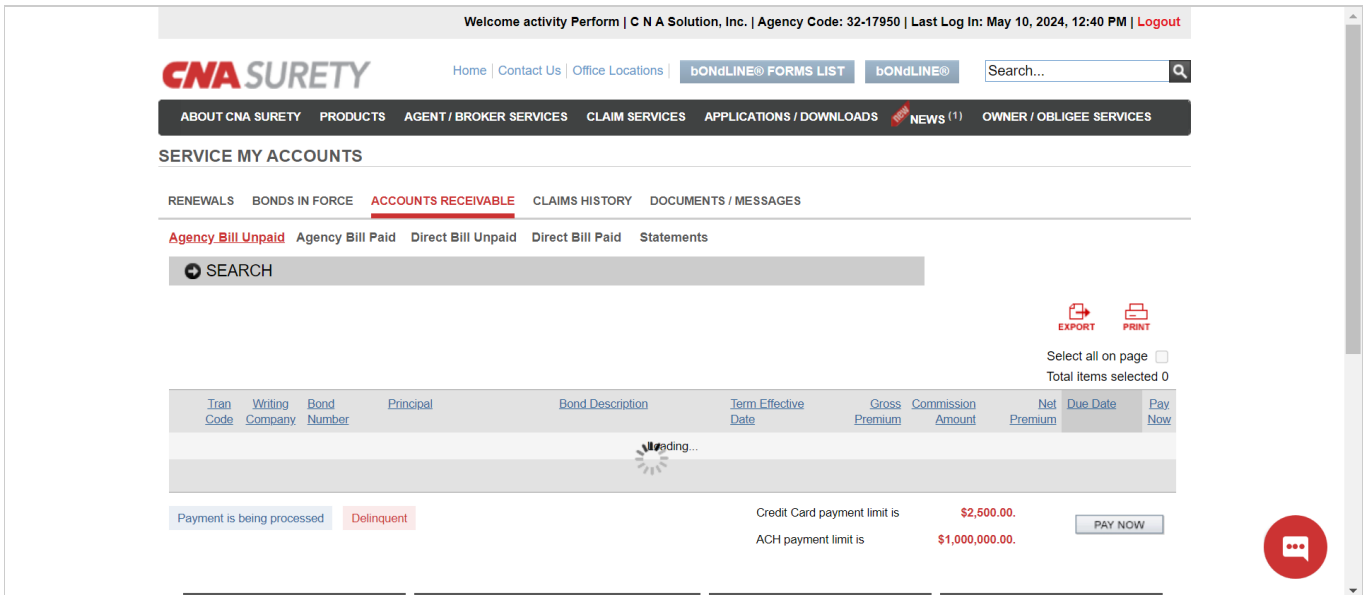 Welcome activity Perform | C N A Solution, Inc. | Agency Code: 32-17950 | Last Log In: May 10, 2024, 12:40 PM | Logout
CNA SURETY
Home | Contact Us | Office Locations | bONdLINE® FORMS LIST bONdLINE® Search...
ABOUT CNA SURETY PRODUCTS AGENT / BROKER SERVICES CLAIM SERVICES APPLICATIONS / DOWNLOADS new NEWS (1) OWNER / OBLIGEE SERVICES
SERVICE MY ACCOUNTS
RENEWALS BONDS IN FORCE ACCOUNTS RECEIVABLE CLAIMS HISTORY DOCUMENTS / MESSAGES
Agency Bill Unpaid Agency Bill Paid Direct Bill Unpaid Direct Bill Paid Statements
SEARCH
EXPORT PRINT
Select all on page
Total items selected 0
Tran Writing Bond Principal Bond Description Term Effective Gross Commission Net Due Date Pay
Code Company Number Date Premium Amount Premium Now
Loading...
Payment is being processed Delinquent Credit Card payment limit is $2,500.00.
PAY NOW
ACH payment limit is $1,000,000.00.